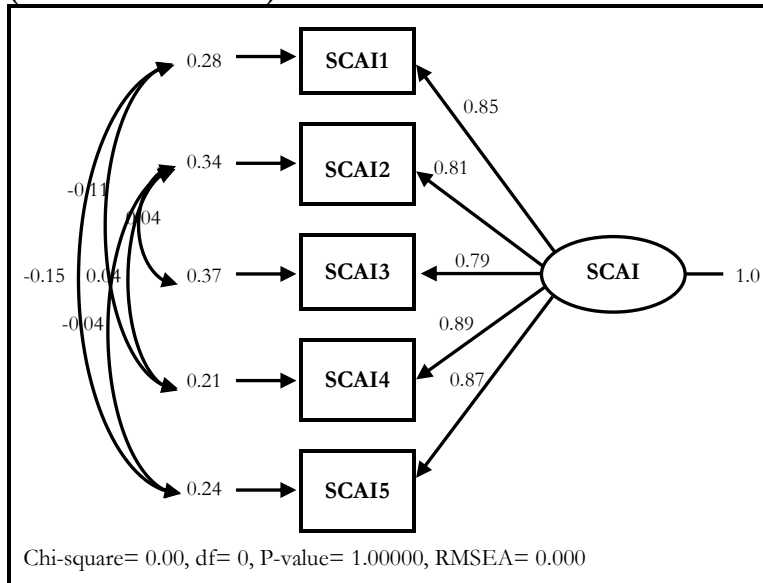 0.28 SCAI1
0.85
0.34 SCAI2
0.81
-0.11
0.04
0.37 SCAI3
0.79
SCAI
1.0
-0.15
0.04
-0.04
0.89
0.21 SCAI4
0.87
0.24 SCAI5
Chi-square= 0.00, df= 0, P-value= 1.00000, RMSEA= 0.000